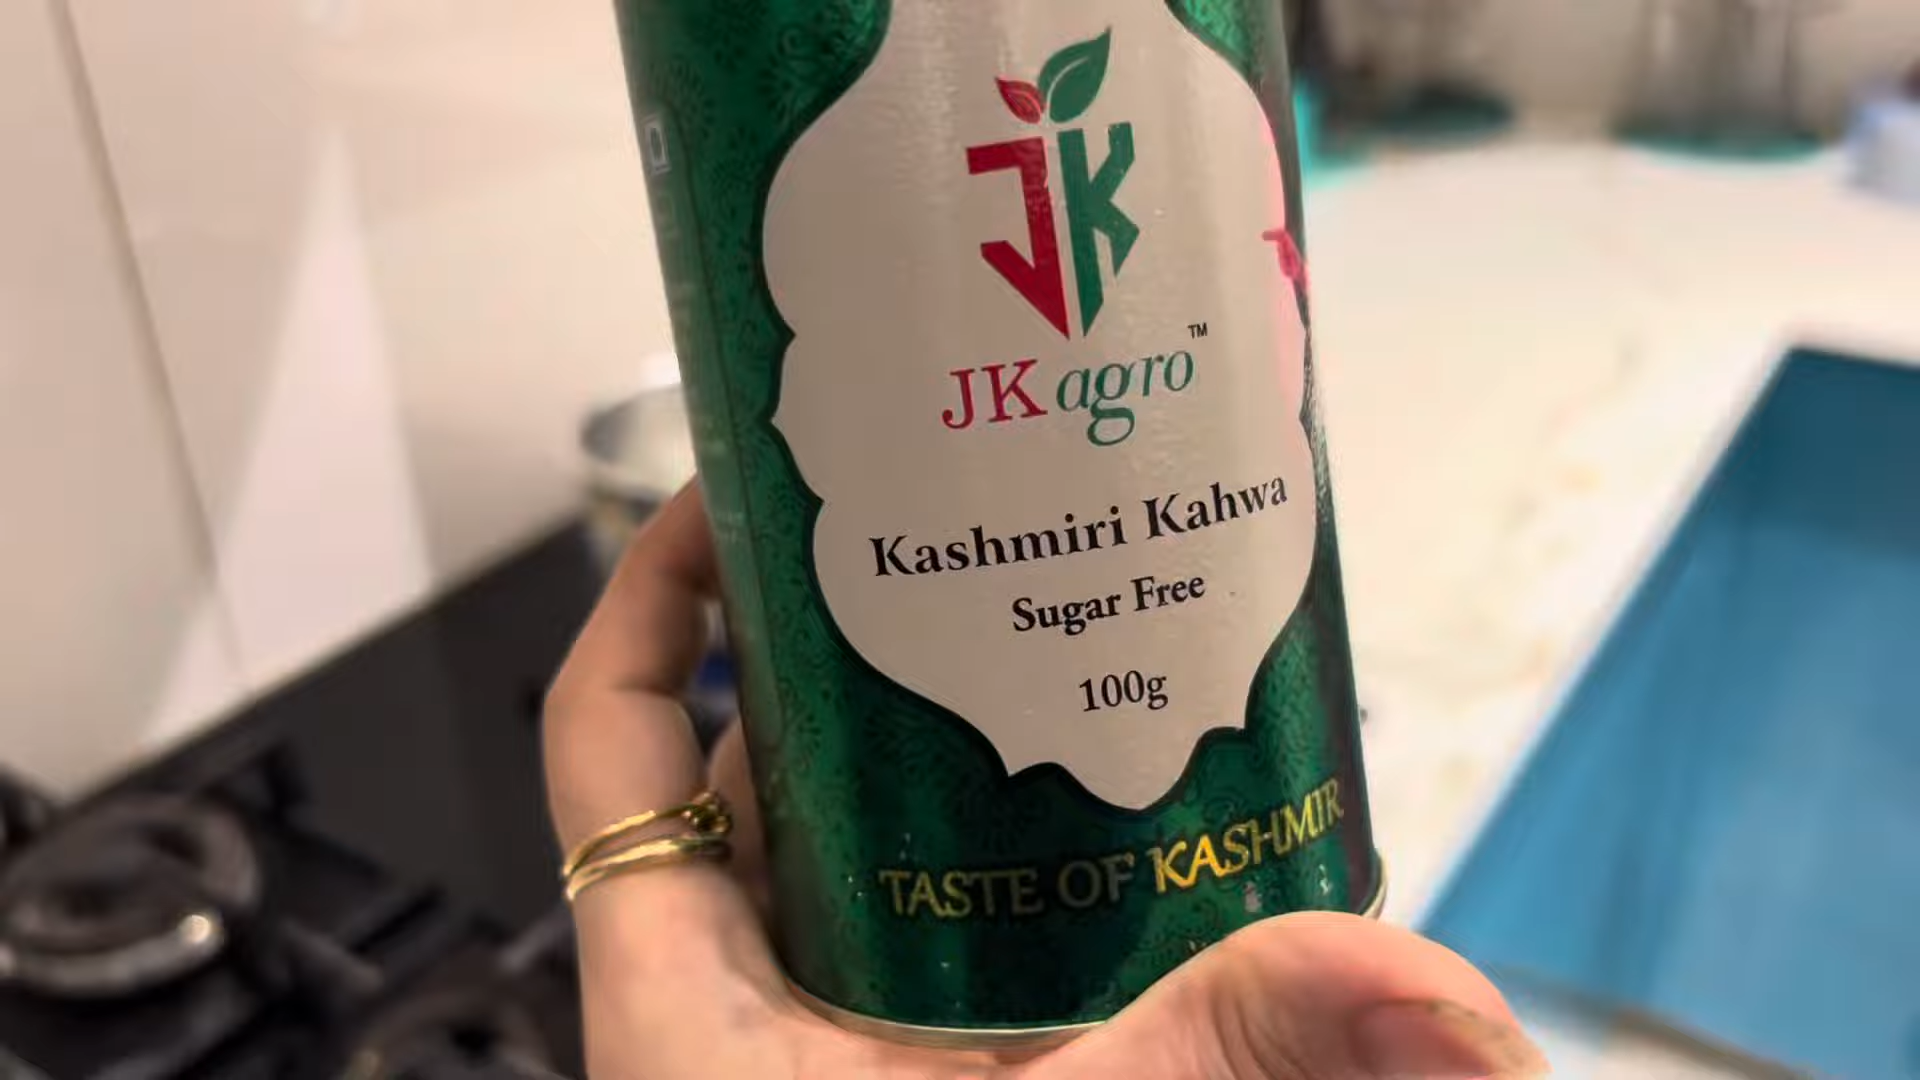 JK
JK agro™
Kashmiri Kahwa
Sugar Free
100g
TASTE OF KASHMIR